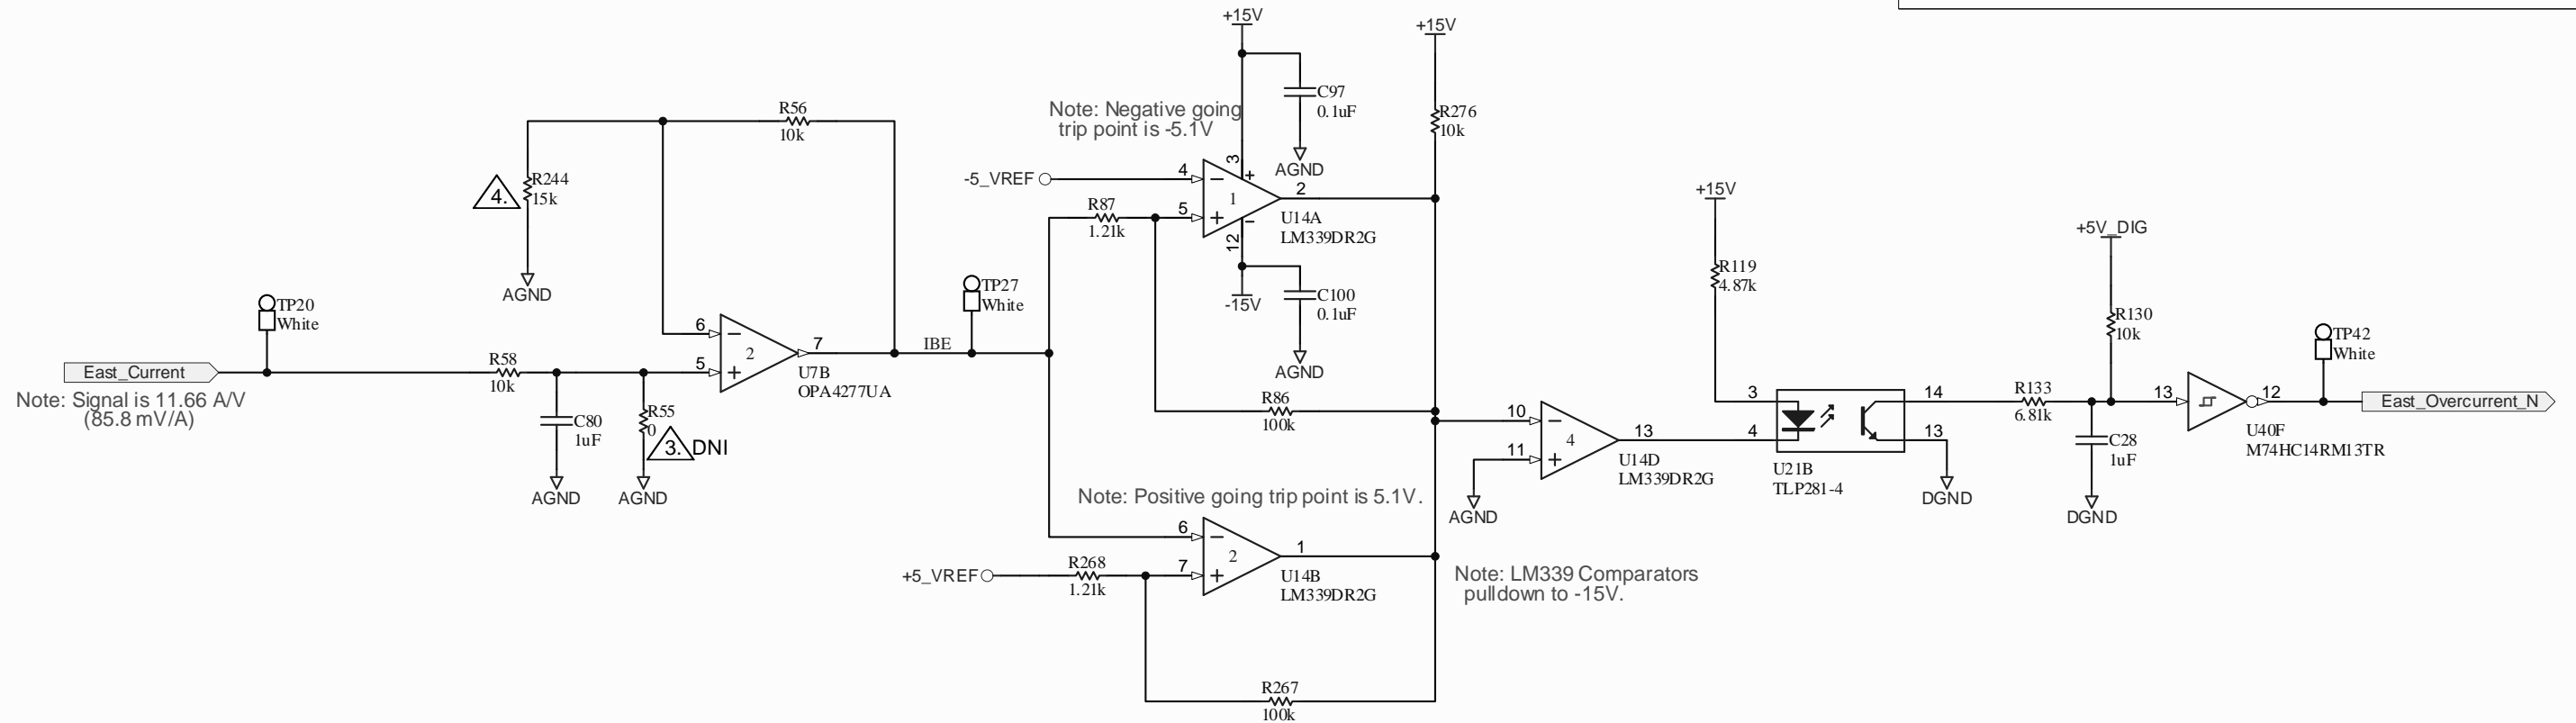 +15V
+15V
C97
0.1uF
AGND
R276
10k
R56
10k
Note: Negative going
trip point is -5.1V
4.
R244
15k
AGND
-5_VREF
4
3
+
−
1
2
5
+
−
12
U14A
LM339DR2G
R87
1.21k
-15V
C100
0.1uF
AGND
+15V
R119
4.87k
+5V_DIG
R130
10k
TP20
White
East_Current
Note: Signal is 11.66 A/V
(85.8 mV/A)
R58
10k
C80
1uF
AGND
R55
0
3.
DNI
AGND
6
−
5
+
2
7
U7B
OPA4277UA
IBE
TP27
White
R86
100k
10
−
11
+
4
13
U14D
LM339DR2G
AGND
3
4
14
13
U21B
TLP281-4
DGND
R133
6.81k
C28
1uF
DGND
13
12
U40F
M74HC14RM13TR
TP42
White
East_Overcurrent_N
Note: Positive going trip point is 5.1V.
+5_VREF
R268
1.21k
6
−
7
+
2
1
U14B
LM339DR2G
Note: LM339 Comparators
pulldown to -15V.
R267
100k